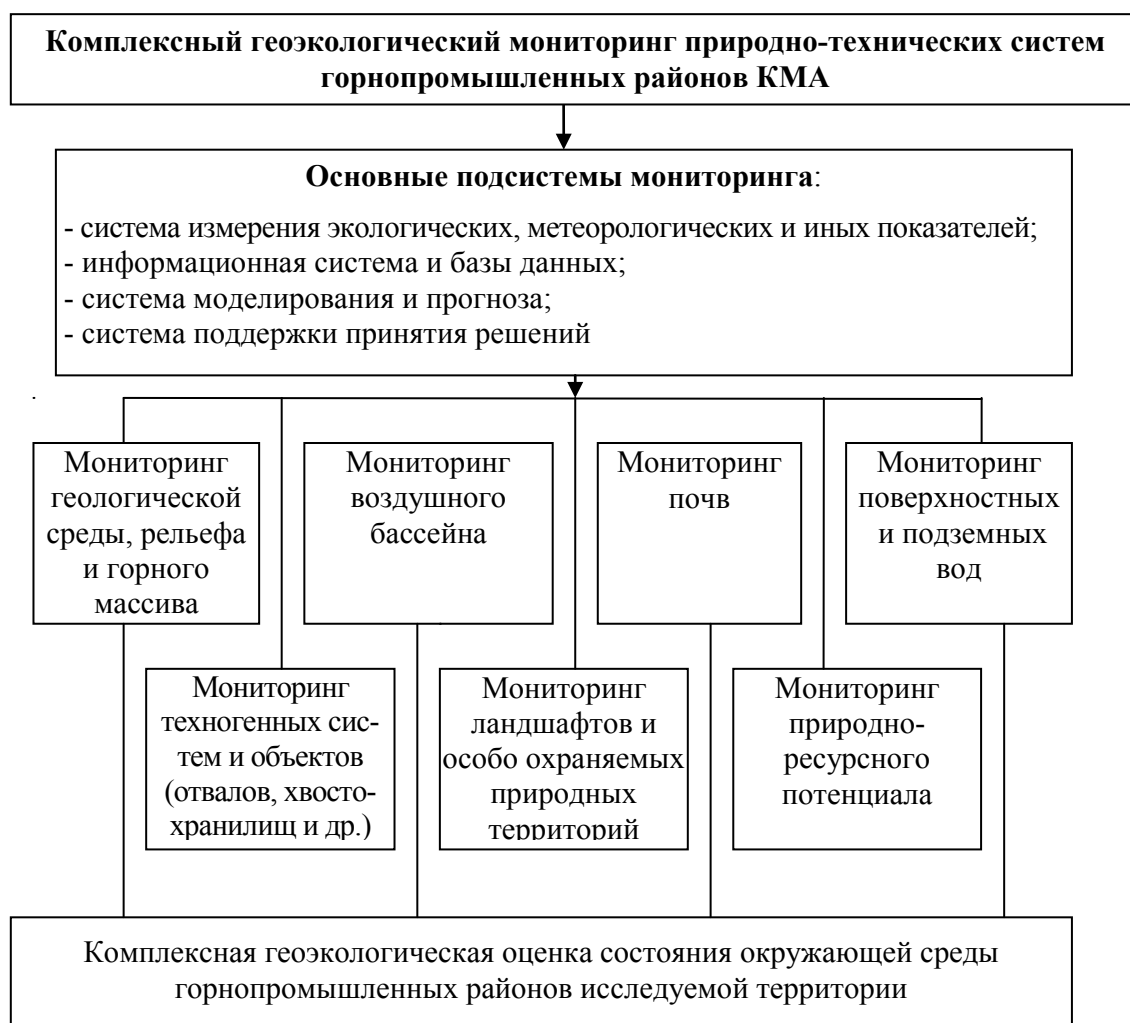 Комплексный геоэкологический мониторинг природно-технических систем
горнопромышленных районов КМА
Основные подсистемы мониторинга:
- система измерения экологических, метеорологических и иных показателей;
- информационная система и базы данных;
- система моделирования и прогноза;
- система поддержки принятия решений
Мониторинг
геологической
среды, рельефа
и горного
массива
Мониторинг
воздушного
бассейна
Мониторинг
почв
Мониторинг
поверхностных
и подземных
вод
Мониторинг
техногенных сис-
тем и объектов
(отвалов, хвосто-
хранилищ и др.)
Мониторинг
ландшафтов и
особо охраняемых
природных
территорий
Мониторинг
природно-
ресурсного
потенциала
Комплексная геоэкологическая оценка состояния окружающей среды
горнопромышленных районов исследуемой территории